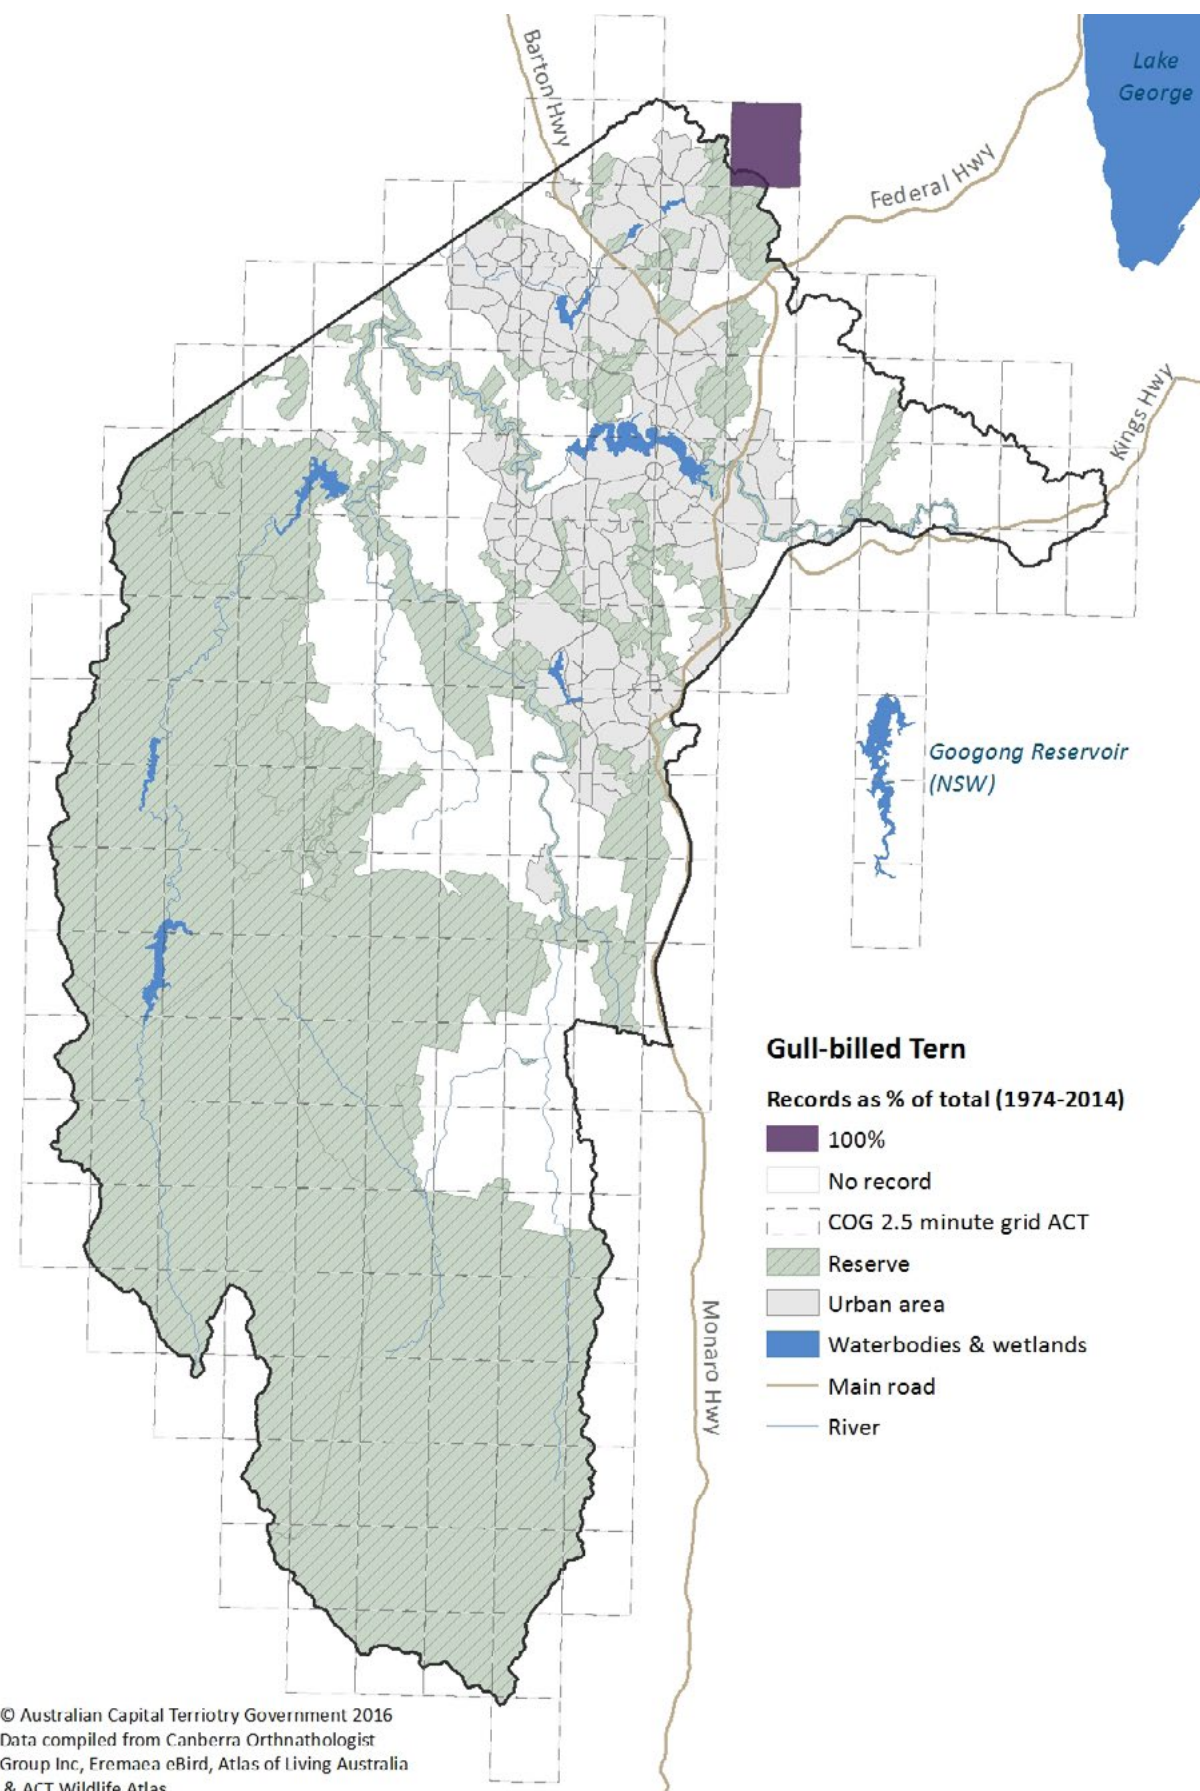 Barton Hwy
Lake
George
Federal Hwy
Kings Hwy
Googong Reservoir
(NSW)
Gull-billed Tern
Records as % of total (1974-2014)
100%
No record
COG 2.5 minute grid ACT
Reserve
Urban area
Waterbodies & wetlands
Main road
River
Monaro Hwy
© Australian Capital Terriotry Government 2016
Data compiled from Canberra Orthnathologist
Group Inc, Eremaea eBird, Atlas of Living Australia
& ACT Wildlife Atlas